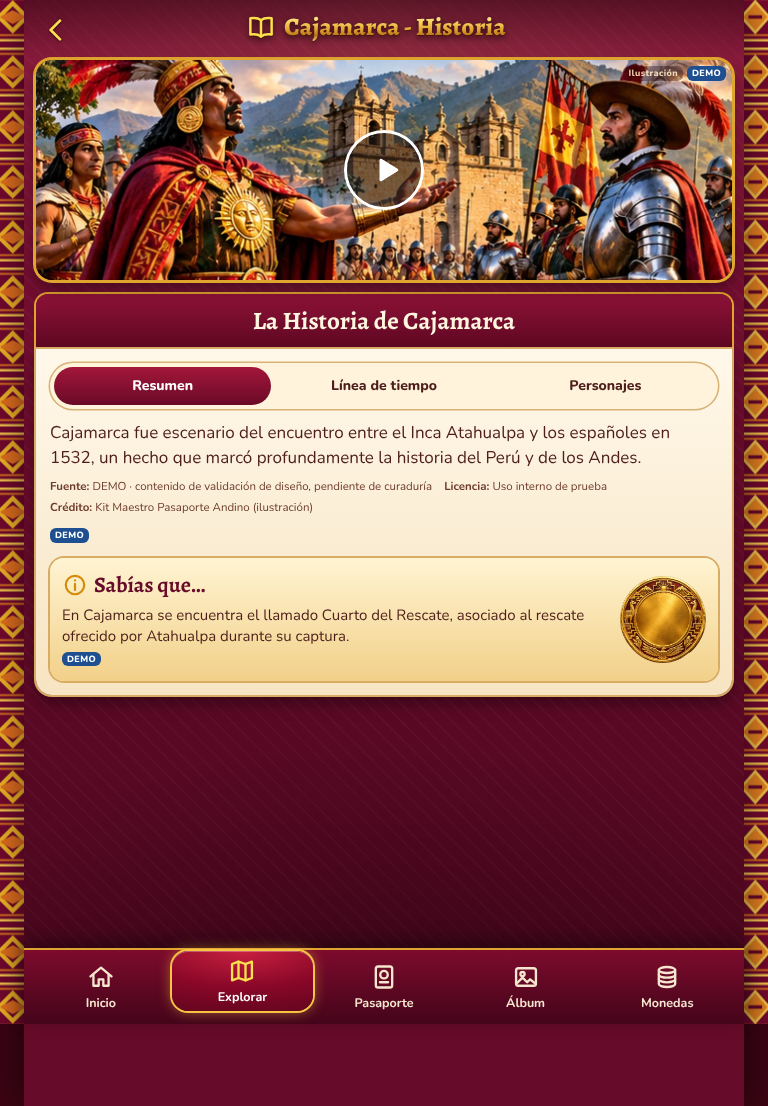 Cajamarca - Historia
Ilustración DEMO
La Historia de Cajamarca
Resumen Línea de tiempo Personajes
Cajamarca fue escenario del encuentro entre el Inca Atahualpa y los españoles en
1532, un hecho que marcó profundamente la historia del Perú y de los Andes.
Fuente: DEMO · contenido de validación de diseño, pendiente de curaduría Licencia: Uso interno de prueba
Crédito: Kit Maestro Pasaporte Andino (ilustración)
DEMO
Sabías que...
En Cajamarca se encuentra el llamado Cuarto del Rescate, asociado al rescate
ofrecido por Atahualpa durante su captura.
DEMO
Inicio Explorar Pasaporte Álbum Monedas